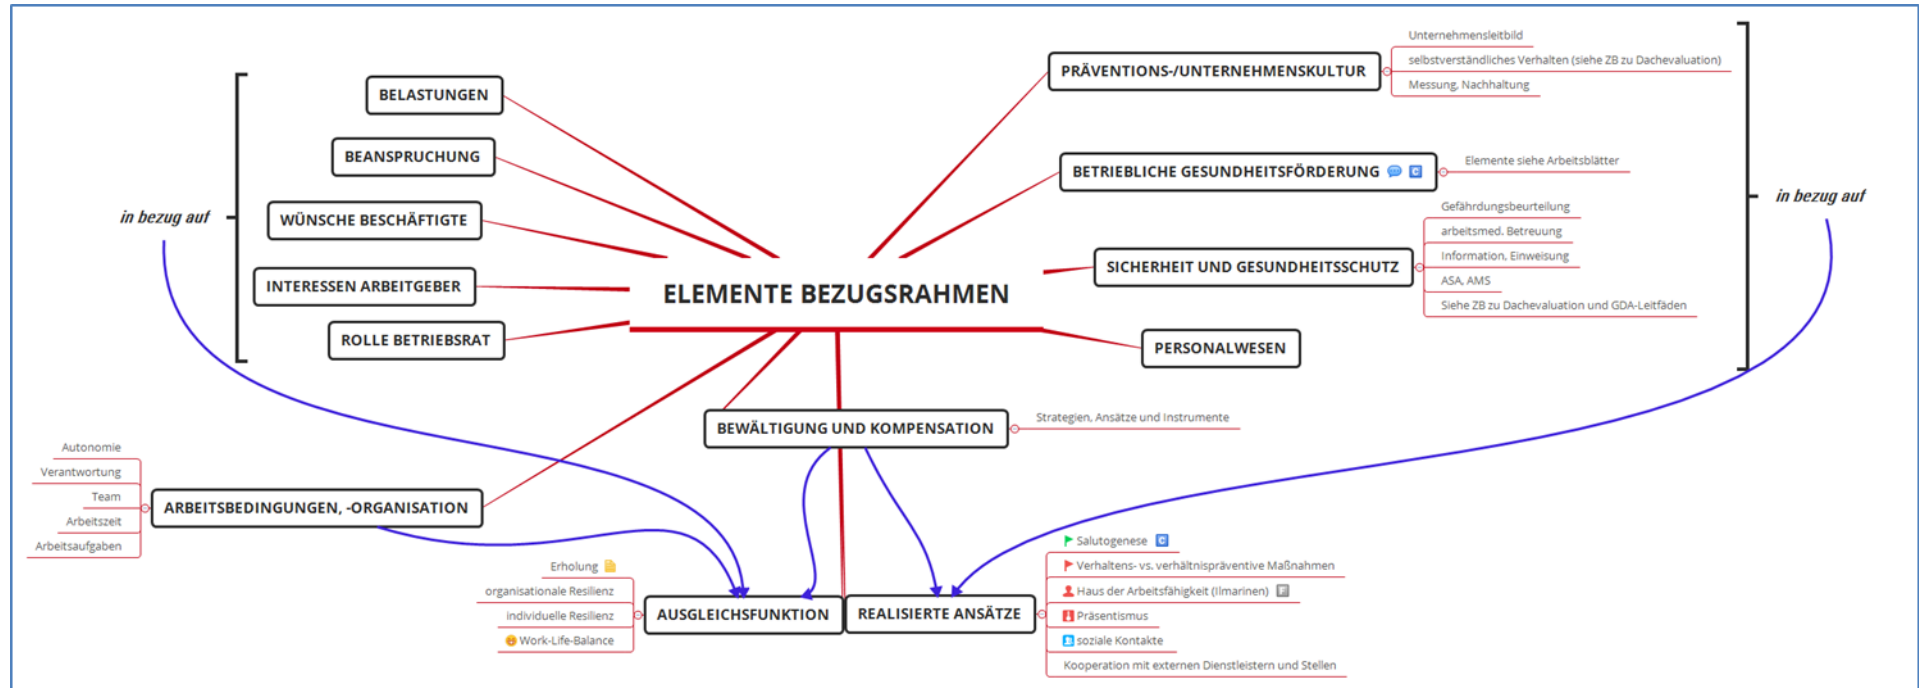 BELASTUNGEN
BEANSPRUCHUNG
WÜNSCHE BESCHÄFTIGTE
INTERESSEN ARBEITGEBER
ROLLE BETRIEBSRAT
in bezug auf
ELEMENTE BEZUGSRAHMEN
PRÄVENTIONS-/UNTERNEHMENSKULTUR
Unternehmensleitbild
selbstverständliches Verhalten (siehe ZB zu Dachevaluation)
Messung, Nachhaltung
BETRIEBLICHE GESUNDHEITSFÖRDERUNG
Elemente siehe Arbeitsblätter
SICHERHEIT UND GESUNDHEITSSCHUTZ
Gefährdungsbeurteilung
arbeitsmed. Betreuung
Information, Einweisung
ASA, AMS
Siehe ZB zu Dachevaluation und GDA-Leitfäden
PERSONALWESEN
in bezug auf
BEWÄLTIGUNG UND KOMPENSATION
Strategien, Ansätze und Instrumente
ARBEITSBEDINGUNGEN, -ORGANISATION
Autonomie
Verantwortung
Team
Arbeitszeit
Arbeitsaufgaben
AUSGLEICHSFUNKTION
Erholung
organisationale Resilienz
individuelle Resilienz
Work-Life-Balance
REALISIERTE ANSÄTZE
Salutogenese
Verhaltens- vs. verhältnispräventive Maßnahmen
Haus der Arbeitsfähigkeit (Ilmarinen)
Präsentismus
soziale Kontakte
Kooperation mit externen Dienstleistern und Stellen